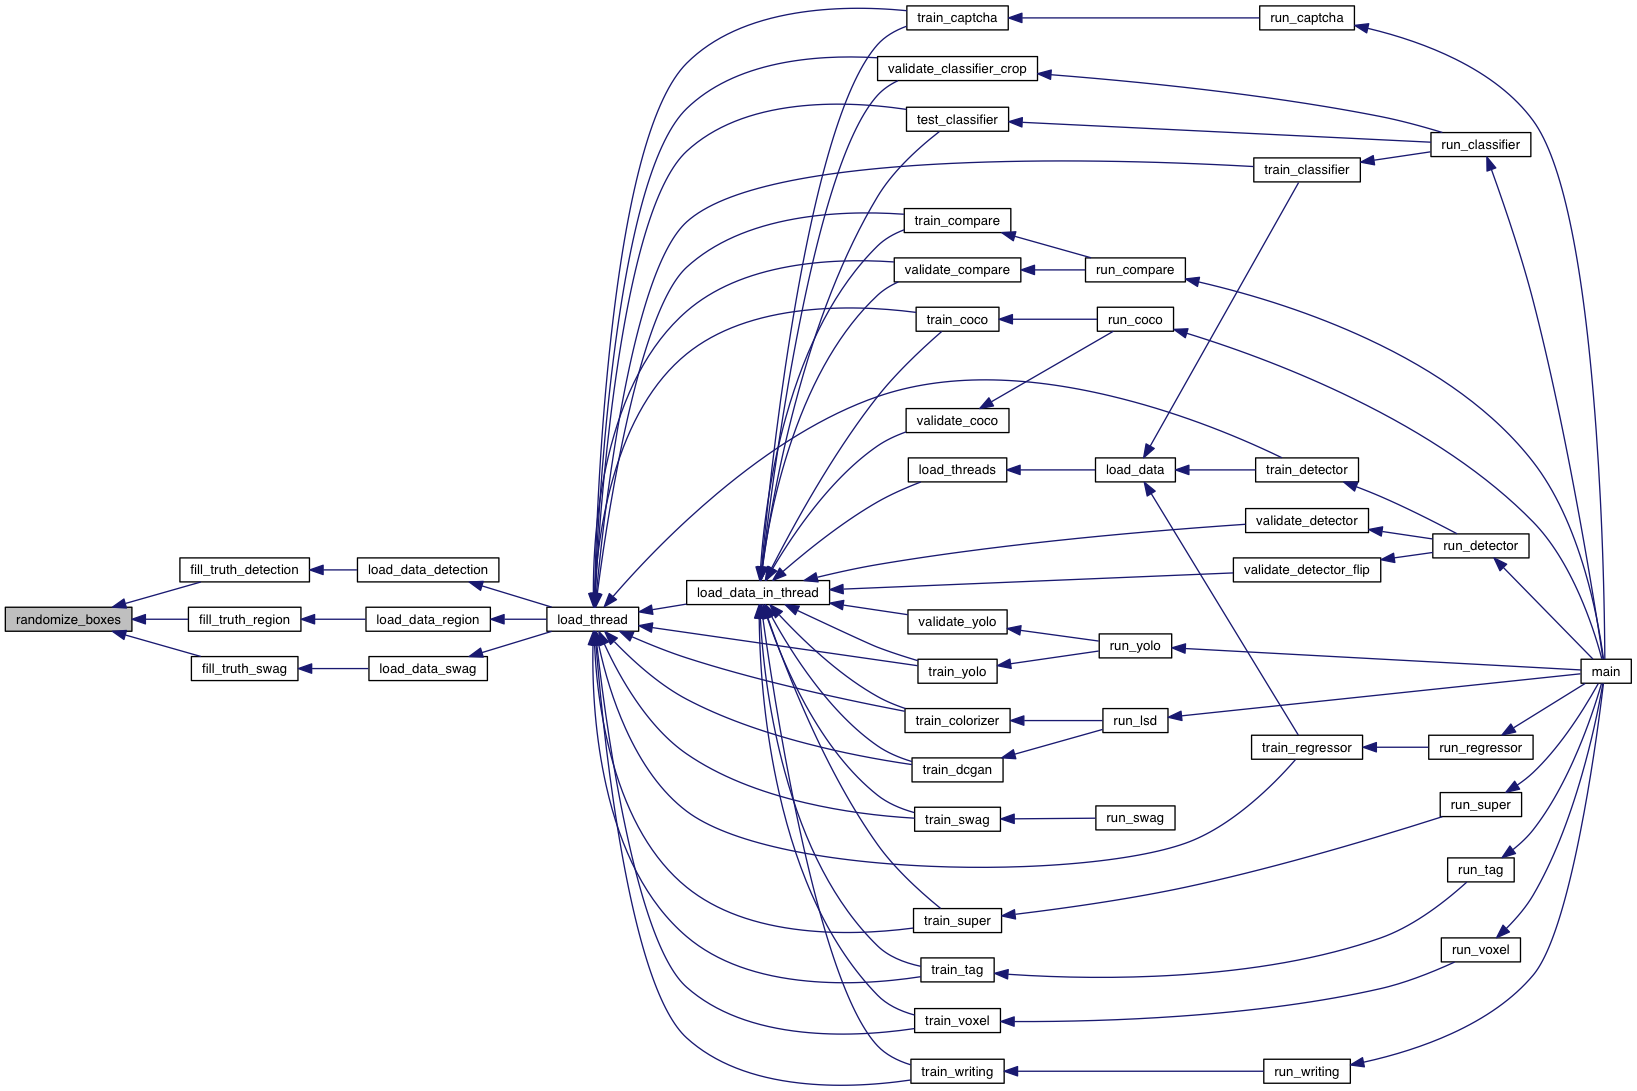 train_captcha
run_captcha
validate_classifier_crop
test_classifier
run_classifier
train_classifier
train_compare
validate_compare
run_compare
train_coco
run_coco
validate_coco
load_threads
load_data
train_detector
validate_detector
run_detector
fill_truth_detection
load_data_detection
validate_detector_flip
load_data_in_thread
randomize_boxes
fill_truth_region
load_data_region
load_thread
validate_yolo
run_yolo
fill_truth_swag
load_data_swag
train_yolo
main
train_colorizer
run_lsd
train_regressor
run_regressor
train_dcgan
run_super
train_swag
run_swag
run_tag
train_super
run_voxel
train_tag
train_voxel
train_writing
run_writing